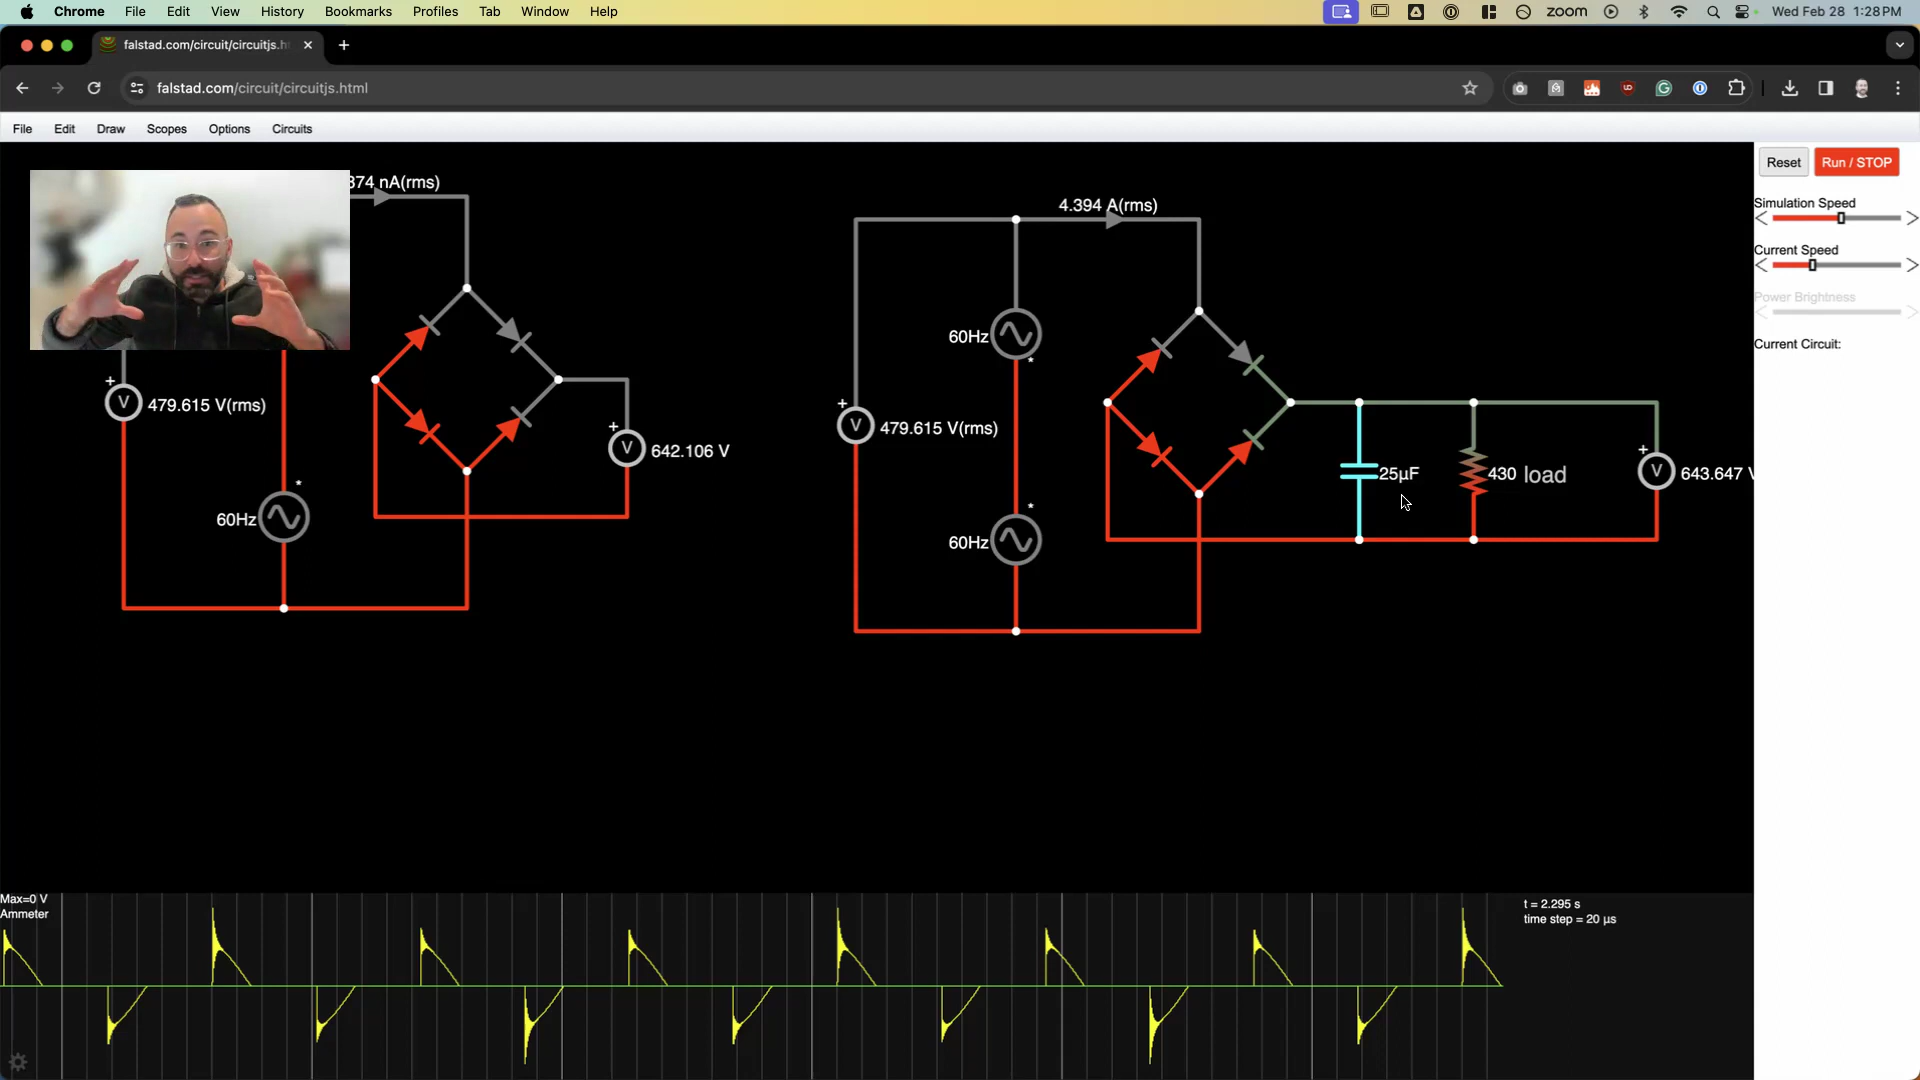 Chrome File Edit View History Bookmarks Profiles Tab Window Help zoom Wed Feb 28 1:28 PM
falstad.com/circuit/circuitjs.h
falstad.com/circuit/circuitjs.html
File Edit Draw Scopes Options Circuits
Reset Run / STOP
Simulation Speed
Current Speed
Power Brightness
Current Circuit:
374 nA(rms)
+
V 479.615 V(rms)
*
60Hz
+
V 642.106 V
4.394 A(rms)
60Hz
*
+
V 479.615 V(rms)
*
60Hz
25μF
430 load
+
V 643.647 V
Max=0 V
Ammeter
t = 2.295 s
time step = 20 μs